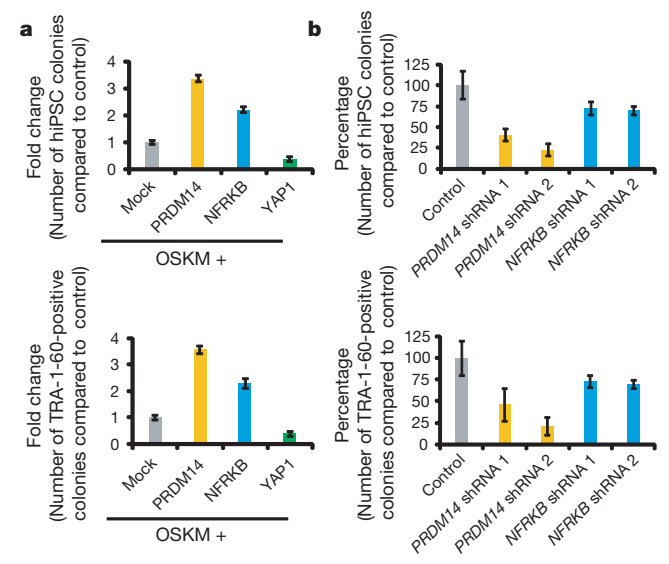 a
Fold change
(Number of hiPSC colonies
compared to control)
4
3
2
1
0
Mock
PRDM14
NFRKB
YAP1
OSKM +
b
Percentage
(Number of hiPSC colonies
compared to control)
125
100
75
50
25
0
Control
PRDM14 shRNA 1
PRDM14 shRNA 2
NFRKB shRNA 1
NFRKB shRNA 2
Fold change
(Number of TRA-1-60-positive
colonies compared to control)
4
3
2
1
0
Mock
PRDM14
NFRKB
YAP1
OSKM +
Percentage
(Number of TRA-1-60-positive
colonies compared to control)
125
100
75
50
25
0
Control
PRDM14 shRNA 1
PRDM14 shRNA 2
NFRKB shRNA 1
NFRKB shRNA 2